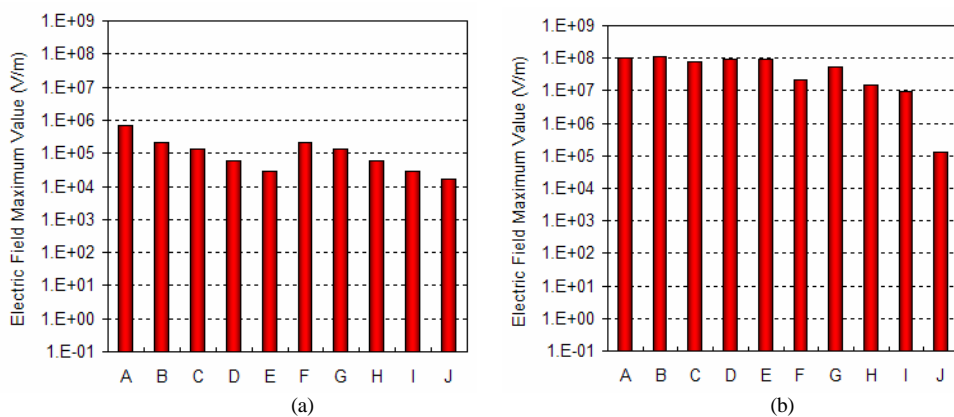 Electric Field Maximum Value (V/m)
1.E+09
1.E+08
1.E+07
1.E+06
1.E+05
1.E+04
1.E+03
1.E+02
1.E+01
1.E+00
1.E-01
A B C D E F G H I J
(a)
Electric Field Maximum Value (V/m)
1.E+09
1.E+08
1.E+07
1.E+06
1.E+05
1.E+04
1.E+03
1.E+02
1.E+01
1.E+00
1.E-01
A B C D E F G H I J
(b)